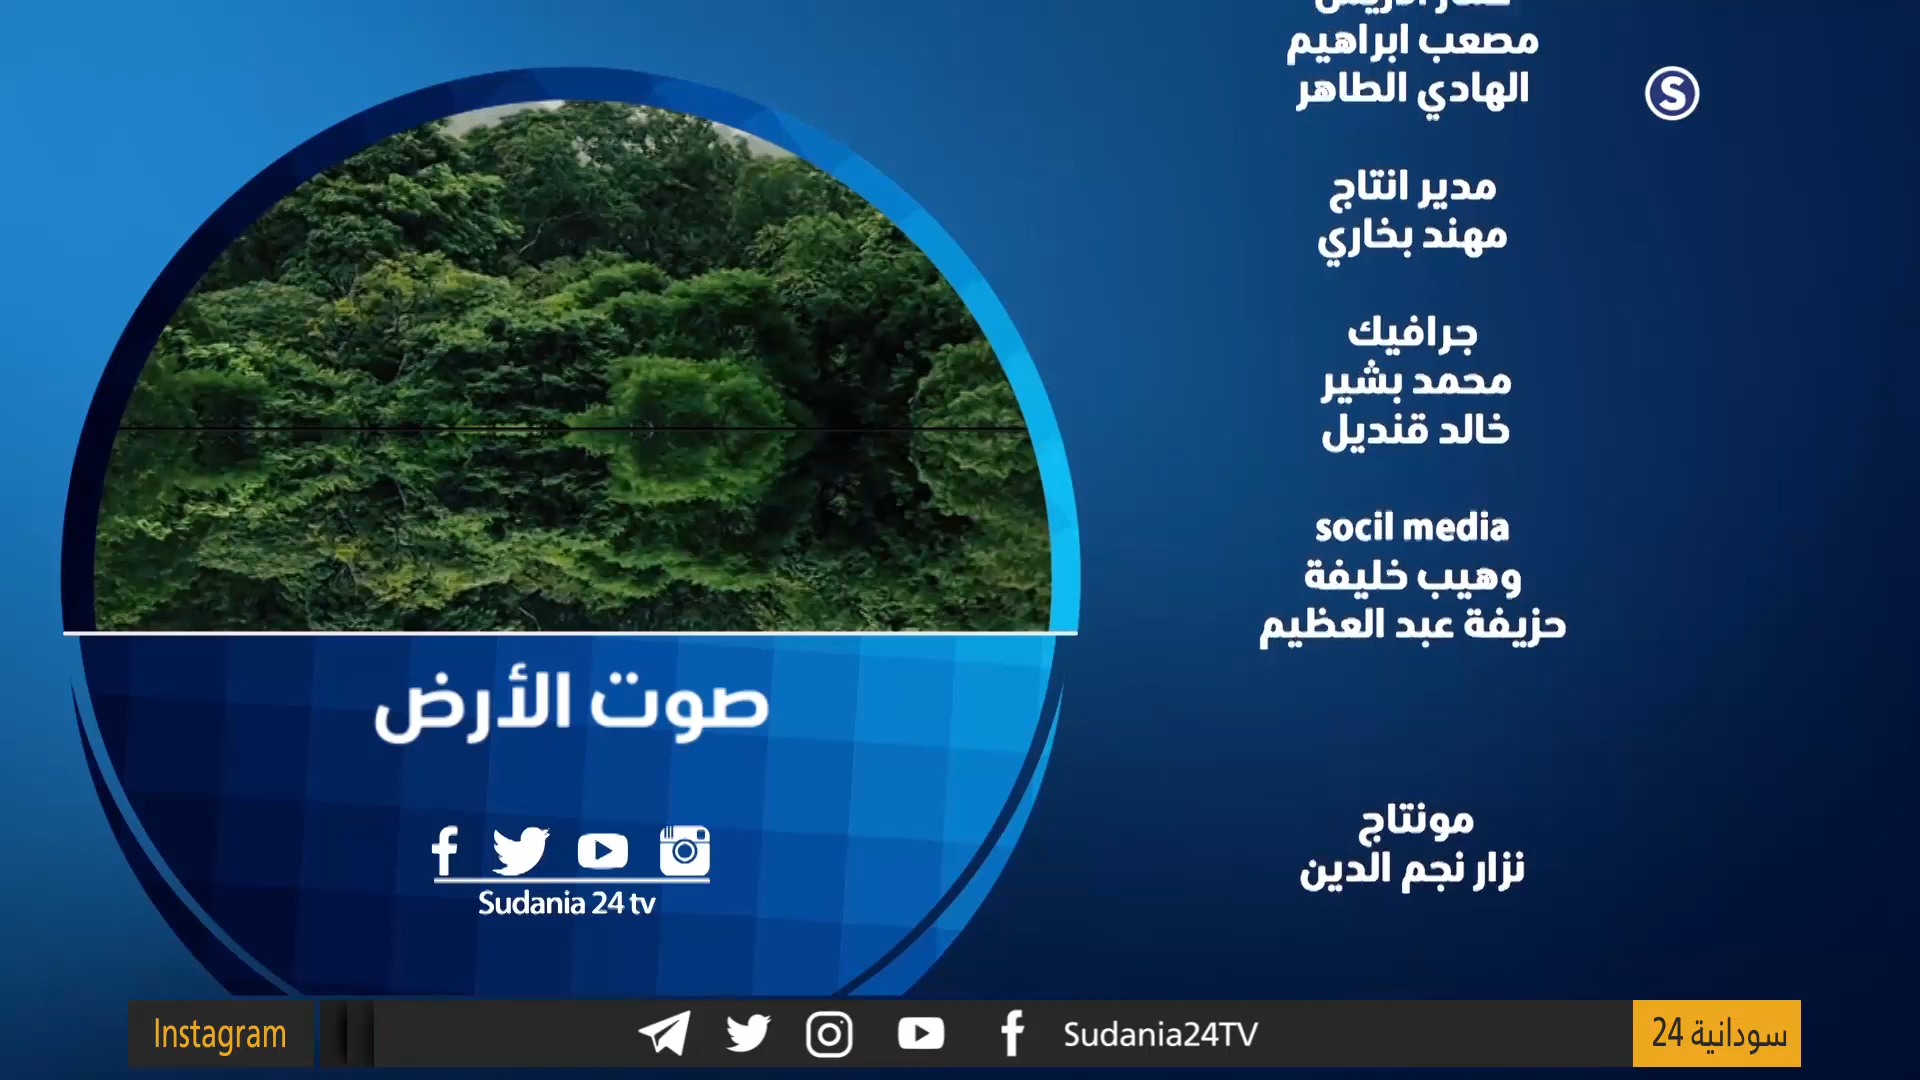 مصعب ابراهيم
الهادي الطاهر
S
مدير انتاج
مهند بخاري
جرافيك
محمد بشير
خالد قنديل
socil media
وهيب خليفة
حزيفة عبد العظيم
مونتاج
نزار نجم الدين
صوت الأرض
Sudania 24 tv
Instagram
Sudania24TV
سودانية 24